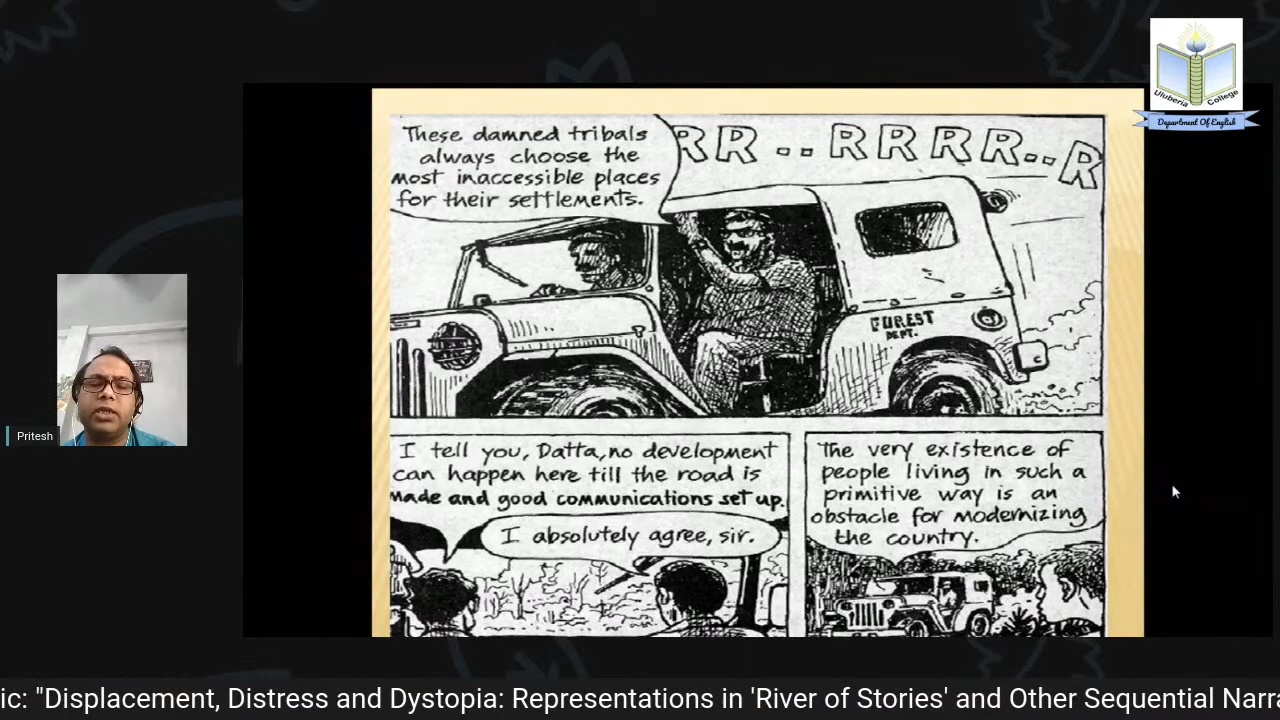 Uluberia College
Department Of English
These damned tribals
always choose the
most inaccessible places
for their settlements.
RR .. RRRR..R
FOREST
DEPT.
I tell you, Datta, no development
can happen here till the road is
made and good communications set up.
I absolutely agree, sir.
The very existence of
people living in such a
primitive way is an
obstacle for modernizing
the country.
Pritesh
ic: "Displacement, Distress and Dystopia: Representations in 'River of Stories' and Other Sequential Narra